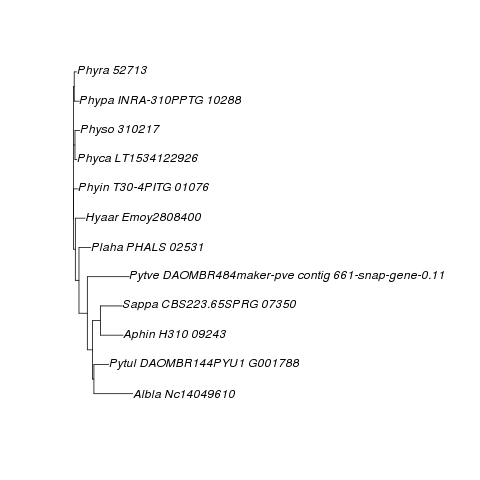 Phyra 52713
Phypa INRA-310PPTG 10288
Physo 310217
Phyca LT1534122926
Phyin T30-4PITG 01076
Hyaar Emoy2808400
Plaha PHALS 02531
Pytve DAOMBR484maker-pve contig 661-snap-gene-0.11
Sappa CBS223.65SPRG 07350
Aphin H310 09243
Pytul DAOMBR144PYU1 G001788
Albla Nc14049610